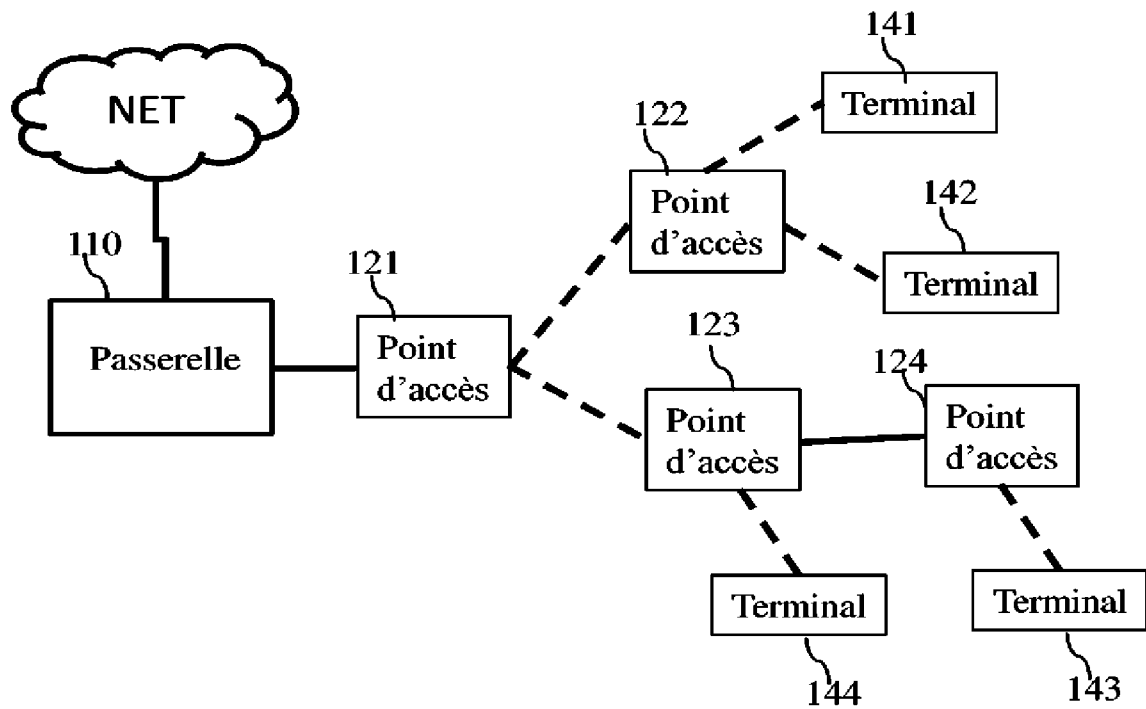 NET
141
Terminal
122
Point
d'accès
142
Terminal
110
Passerelle
121
Point
d'accès
123
Point
d'accès
124
Point
d'accès
Terminal
144
Terminal
143